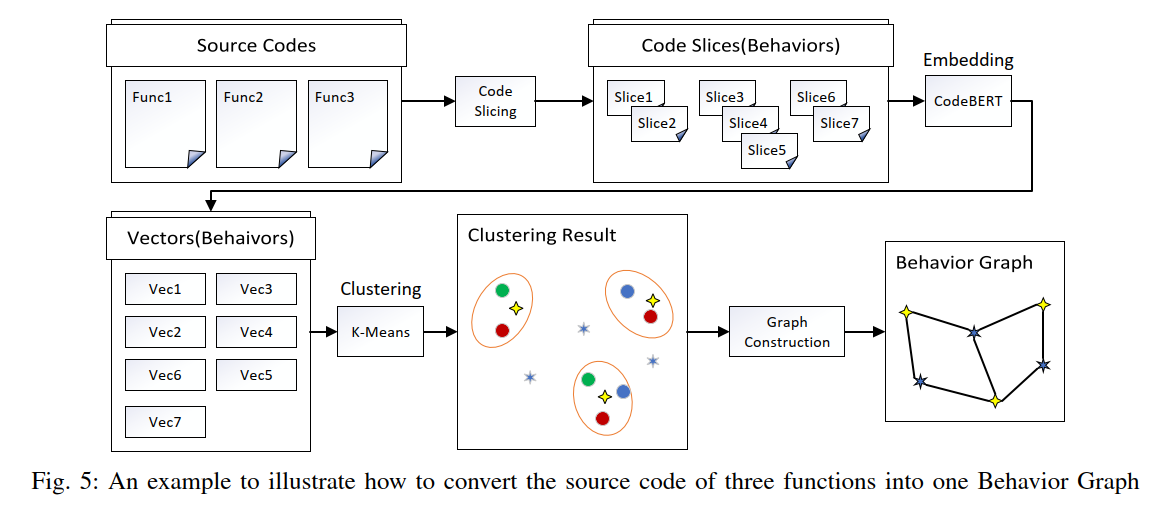 Source Codes
Func1
Func2
Func3
Code
Slicing
Code Slices(Behaviors)
Slice1
Slice2
Slice3
Slice4
Slice5
Slice6
Slice7
Embedding
CodeBERT
Vectors(Behaivors)
Vec1
Vec3
Vec2
Vec4
Vec6
Vec5
Vec7
Clustering
K-Means
Clustering Result
Graph
Construction
Behavior Graph
Fig. 5: An example to illustrate how to convert the source code of three functions into one Behavior Graph